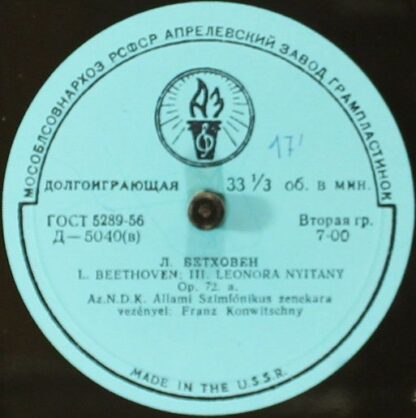 МОСОБЛСОВНАРХОЗ РСФСР АПРЕЛЕВСКИЙ ЗАВОД ГРАМПЛАСТИНОК
АЗ
17'
ДОЛГОИГРАЮЩАЯ 33 ⅓ об. в мин.
ГОСТ 5289-56 Вторая гр.
Д—5040(в) 7-00
Л. БЕТХОВЕН
L. BEETHOVEN: III. LEONORA NYITANY
Op. 72. a.
Az.N.D.K. Állami Szimfónikus zenekara
vezényel: Franz Konwitschny
MADE IN THE U.S.S.R.